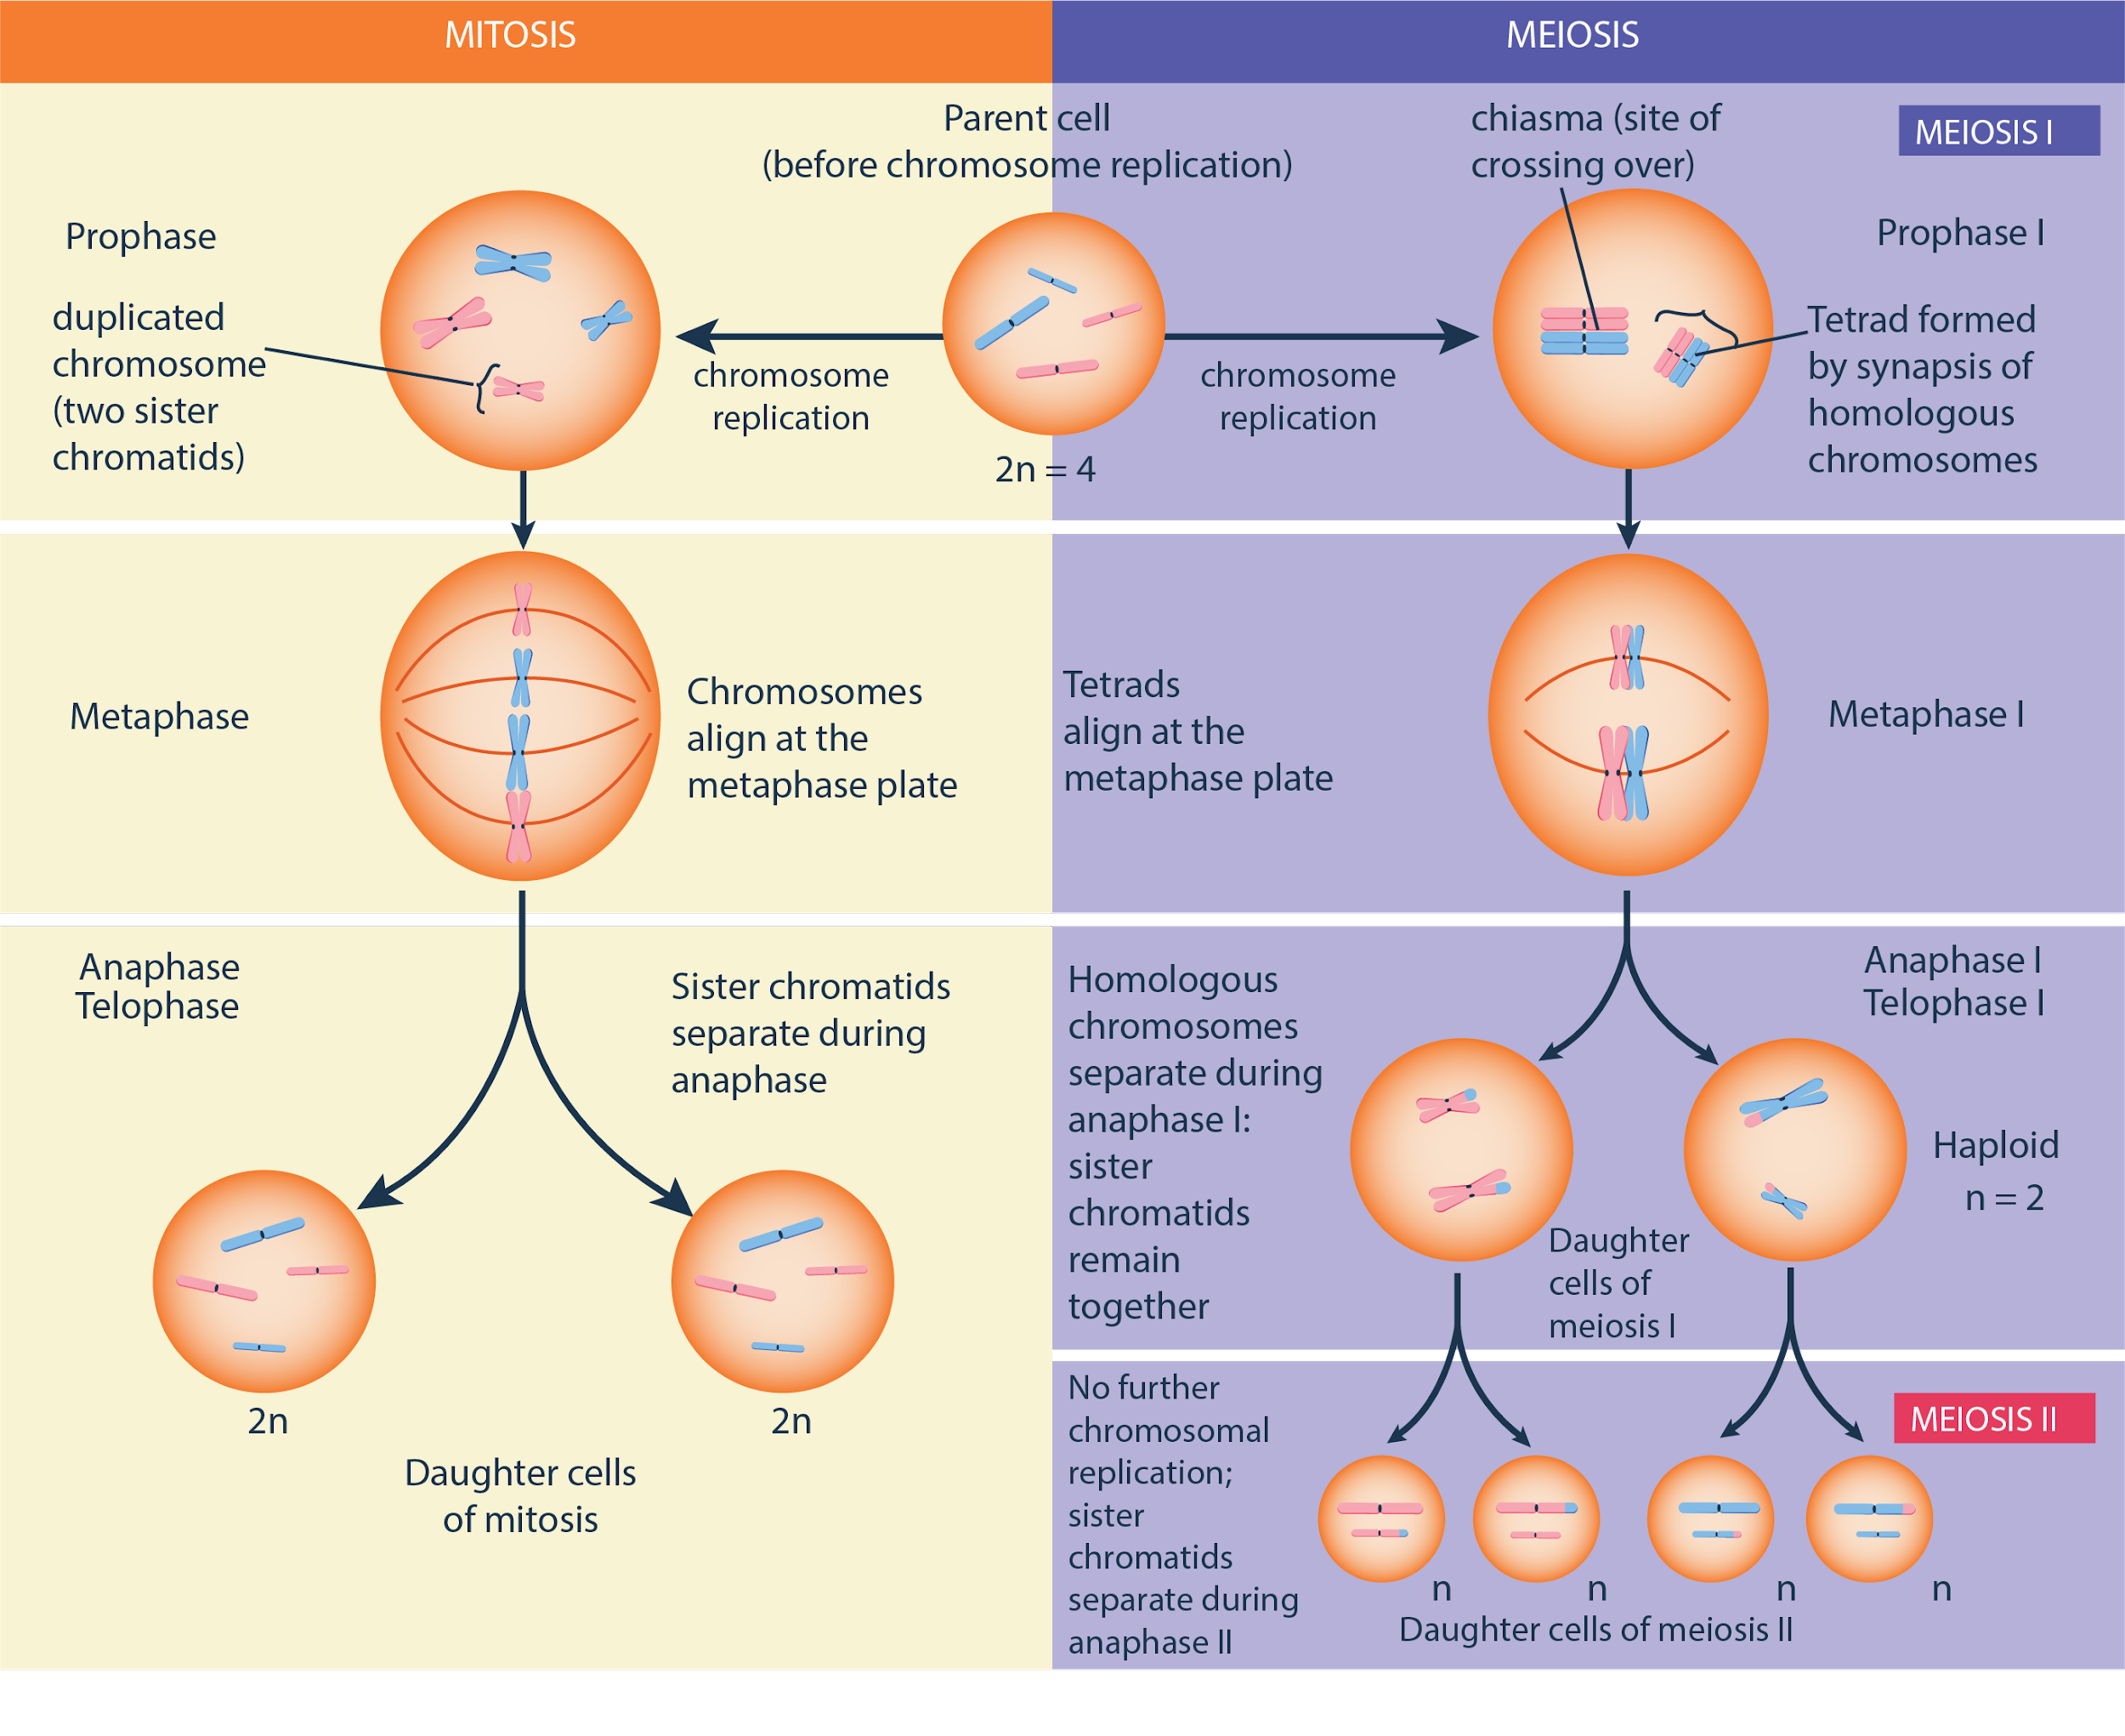 MITOSIS
MEIOSIS
Parent cell
(before chromosome replication)
chiasma (site of
crossing over)
MEIOSIS I
Prophase
duplicated
chromosome
(two sister
chromatids)
chromosome
replication
2n = 4
chromosome
replication
Prophase I
Tetrad formed
by synapsis of
homologous
chromosomes
Metaphase
Chromosomes
align at the
metaphase plate
Tetrads
align at the
metaphase plate
Metaphase I
Anaphase
Telophase
Sister chromatids
separate during
anaphase
2n
2n
Daughter cells
of mitosis
Homologous
chromosomes
separate during
anaphase I:
sister
chromatids
remain
together
Anaphase I
Telophase I
Haploid
n = 2
Daughter
cells of
meiosis I
No further
chromosomal
replication;
sister
chromatids
separate during
anaphase II
MEIOSIS II
n
n
n
n
Daughter cells of meiosis II